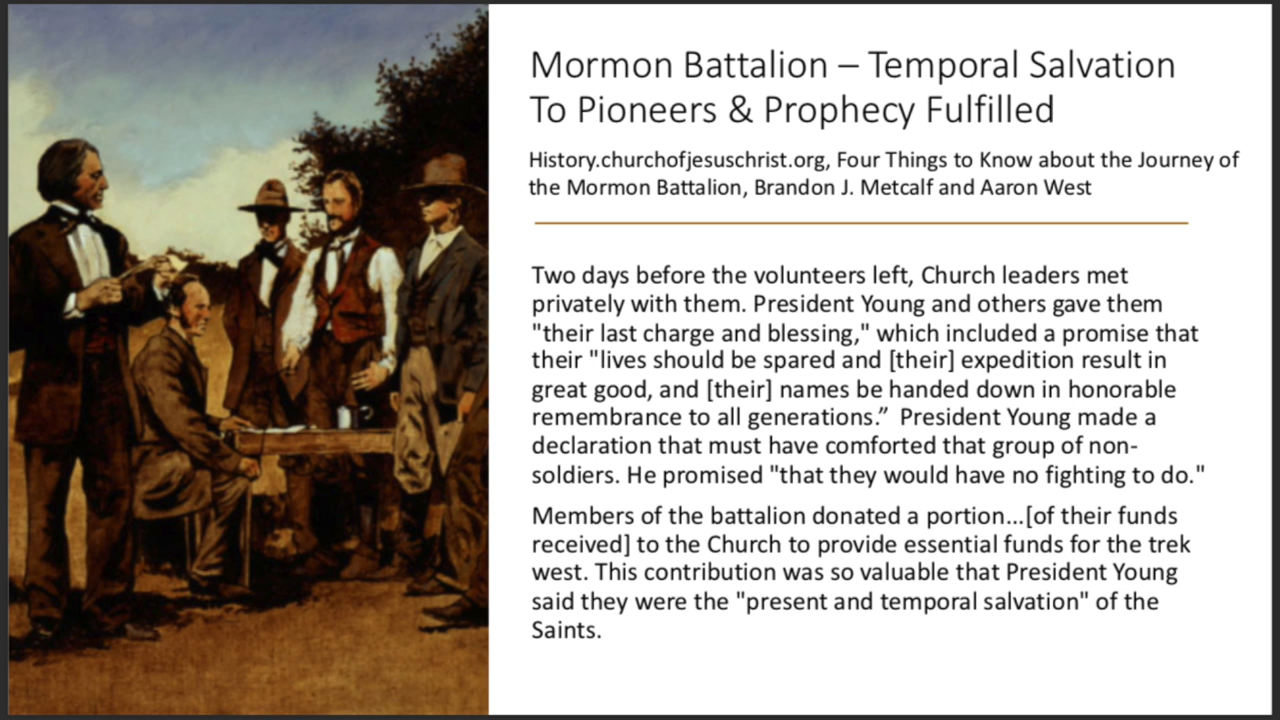 Mormon Battalion – Temporal Salvation
To Pioneers & Prophecy Fulfilled
History.churchofjesuschrist.org, Four Things to Know about the Journey of
the Mormon Battalion, Brandon J. Metcalf and Aaron West
Two days before the volunteers left, Church leaders met
privately with them. President Young and others gave them
"their last charge and blessing," which included a promise that
their "lives should be spared and [their] expedition result in
great good, and [their] names be handed down in honorable
remembrance to all generations.”  President Young made a
declaration that must have comforted that group of non-
soldiers. He promised "that they would have no fighting to do."
Members of the battalion donated a portion...[of their funds
received] to the Church to provide essential funds for the trek
west. This contribution was so valuable that President Young
said they were the "present and temporal salvation" of the
Saints.